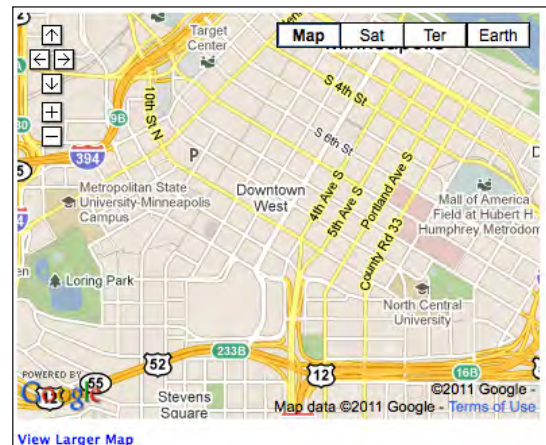 2
Target
Center
Map Sat Ter Earth
Minneapolis
S 4th St
10th St N
9B
S 6th St
394
P
5
Metropolitan State
University-Minneapolis
Campus
Downtown
West
4th Ave S
5th Ave S
Portland Ave S
County Rd 33
Mall of America
Field at Hubert H
Humphrey Metrodom
Loring Park
North Central
University
233B
52
12
16B
POWERED BY
Google
12
55
Stevens
Square
©2011 Google -
Map data ©2011 Google - Terms of Use
View Larger Map